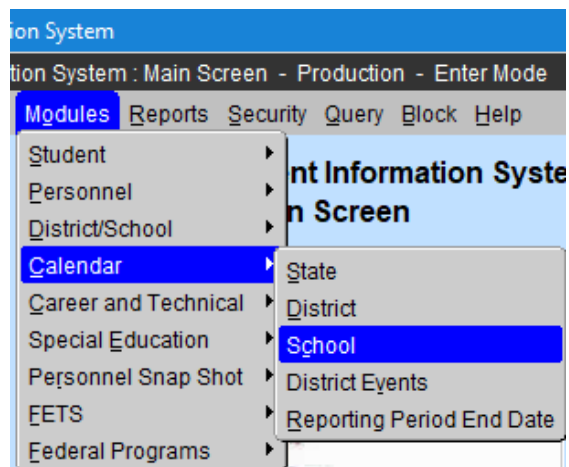 ion System
tion System : Main Screen - Production - Enter Mode
Modules Reports Security Query Block Help
Student
nt Information Syste
Personnel
n Screen
District/School
Calendar
State
Career and Technical
District
Special Education
School
Personnel Snap Shot
District Events
FETS
Reporting Period End Date
Federal Programs